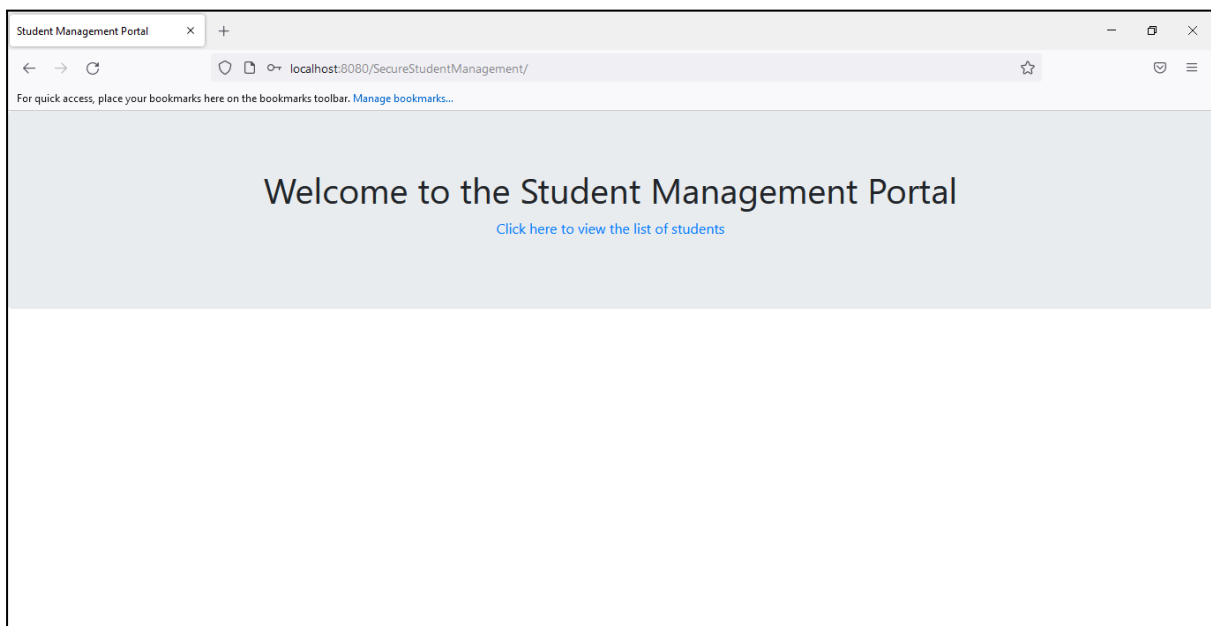 Student Management Portal
localhost:8080/SecureStudentManagement/
For quick access, place your bookmarks here on the bookmarks toolbar. Manage bookmarks...
Welcome to the Student Management Portal
Click here to view the list of students